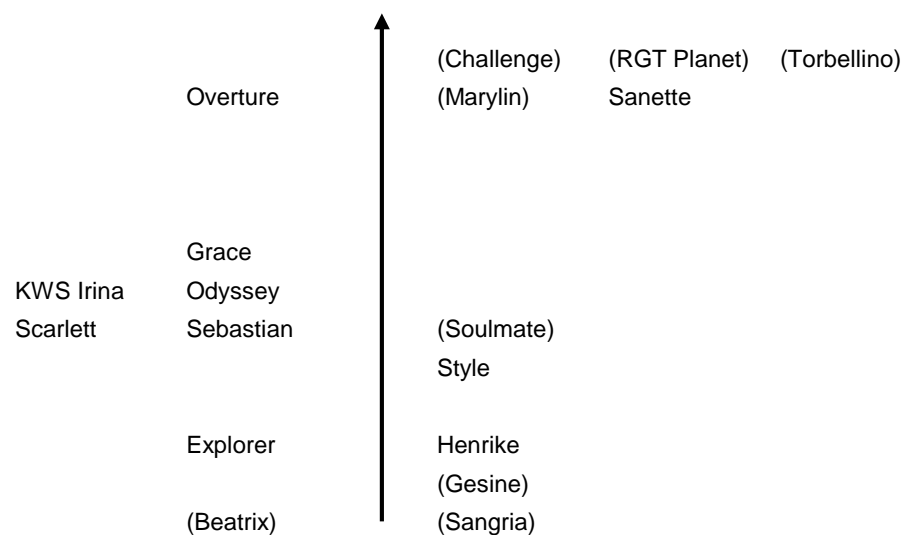 (Challenge) (RGT Planet) (Torbellino)
Overture (Marylin) Sanette
Grace
KWS Irina Odyssey
Scarlett Sebastian (Soulmate)
Style
Explorer Henrike
(Gesine)
(Beatrix) (Sangria)